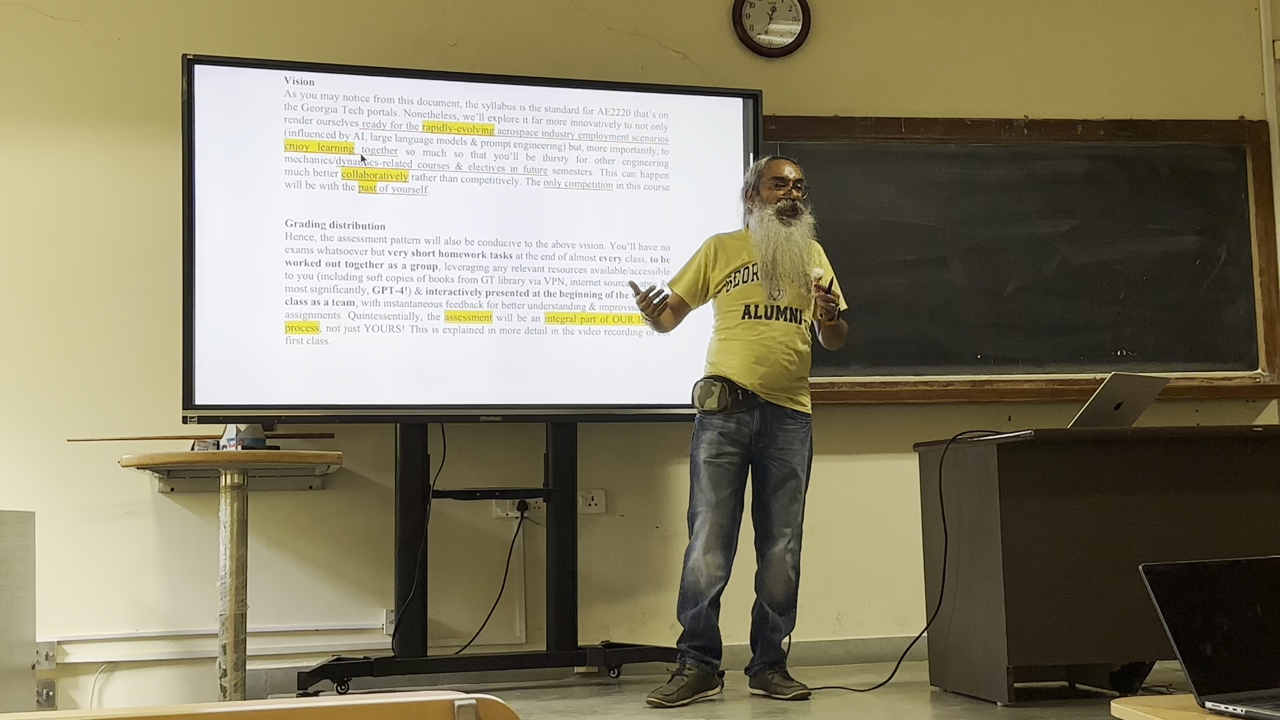 Vision
As you may notice from this document, the syllabus is the standard for AE2220 that's on
the Georgia Tech portals. Nonetheless, we'll explore it far more innovatively to not only
render ourselves ready for the rapidly-evolving aerospace industry employment scenarios
(influenced by AI, large language models & prompt engineering) but, more importantly, to
enjoy learning together so much so that you'll be thirsty for other engineering
mechanics/dynamics-related courses & electives in future semesters. This can happen
much better collaboratively rather than competitively. The only competition in this course
will be with the past of yourself.
Grading distribution
Hence, the assessment pattern will also be conducive to the above vision. You'll have no
exams whatsoever but very short homework tasks at the end of almost every class, to be
worked out together as a group, leveraging any relevant resources available/accessible
to you (including soft copies of books from GT library via VPN, internet source
most significantly, GPT-4!) & interactively presented at the beginning of the
class as a team, with instantaneous feedback for better understanding &
assignments. Quintessentially, the assessment will be an integral part of OUR
process, not just YOURS! This is explained in more detail in the video recording of
first class.
GEOR
ALUMNI